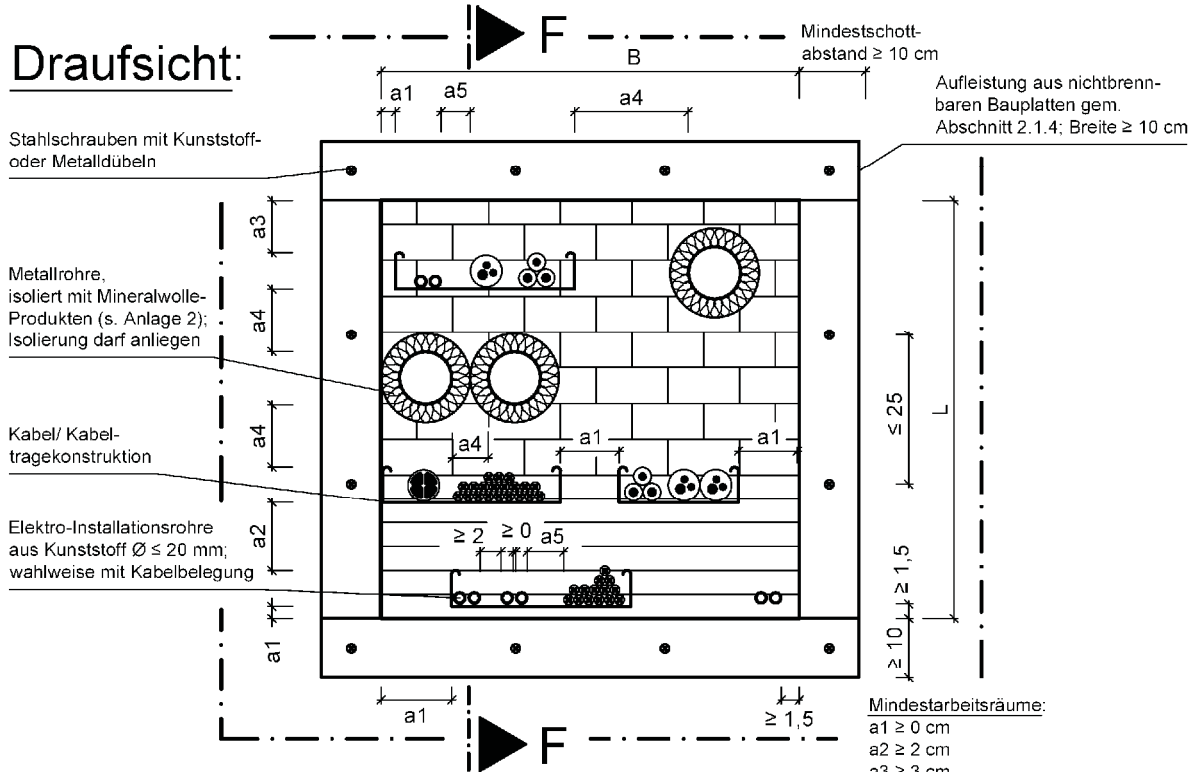 F
Draufsicht:
Mindestschott-
abstand ≥ 10 cm
B
a1
a5
a4
Aufleistung aus nichtbrenn-
baren Bauplatten gem.
Abschnitt 2.1.4; Breite ≥ 10 cm
Stahlschrauben mit Kunststoff-
oder Metalldübeln
a3
Metallrohre,
isoliert mit Mineralwolle-
Produkten (s. Anlage 2);
Isolierung darf anliegen
a4
L
≤ 25
Kabel/ Kabel-
tragekonstruktion
a4
a4
a1
a1
Elektro-Installationsrohre
aus Kunststoff Ø ≤ 20 mm;
wahlweise mit Kabelbelegung
a2
≥ 2
≥ 0
a5
≥ 1,5
a1
≥ 10
a1
≥ 1,5
F
Mindestarbeitsräume:
a1 ≥ 0 cm
a2 ≥ 2 cm
a3 ≥ 3 cm